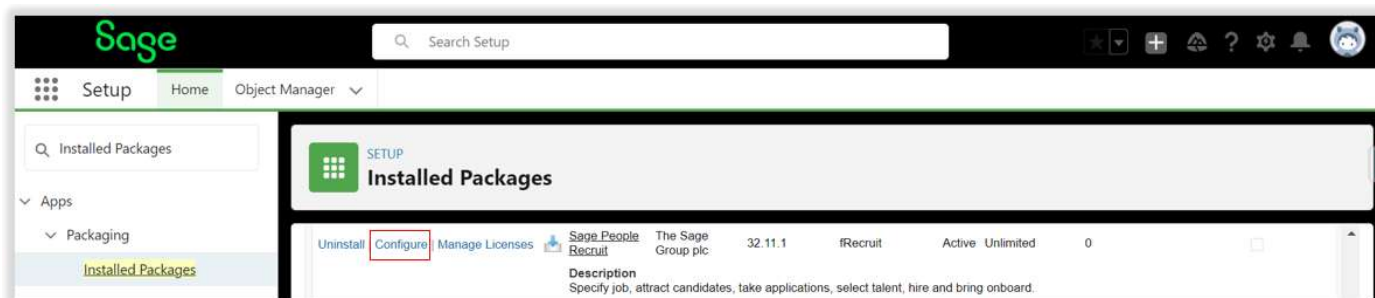 Sage
Search Setup
Setup Home Object Manager
Installed Packages
SETUP
Installed Packages
Apps
Packaging
Installed Packages
Uninstall Configure | Manage Licenses Sage People Recruit The Sage Group plc 32.11.1 fRecruit Active Unlimited 0
Description
Specify job, attract candidates, take applications, select talent, hire and bring onboard.